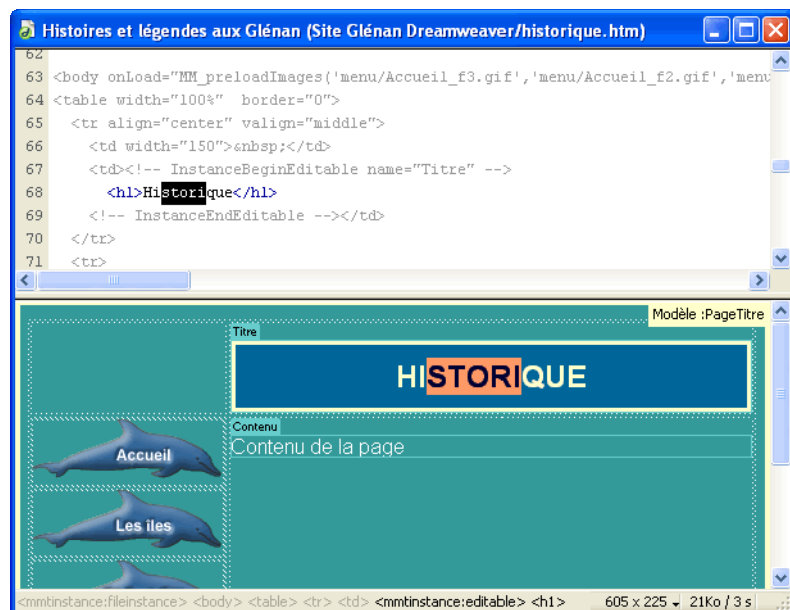 Histoires et légendes aux Glénan (Site Glénan Dreamweaver/historique.htm)
62
63 <body onLoad="MM_preloadImages('menu/Accueil_f3.gif','menu/Accueil_f2.gif','menu
64 <table width="100%" border="0">
65 <tr align="center" valign="middle">
66 <td width="150">&nbsp;</td>
67 <td><!-- InstanceBeginEditable name="Titre" -->
68 <h1>Historique</h1>
69 <!-- InstanceEndEditable --></td>
70 </tr>
71 <tr>
Modèle :PageTitre
Titre
HISTORIQUE
Contenu
Contenu de la page
Accueil
Les îles
<mmtinstance:fileinstance> <body> <table> <tr> <td> <mmtinstance:editable> <h1> 605 x 225 21Ko / 3 s